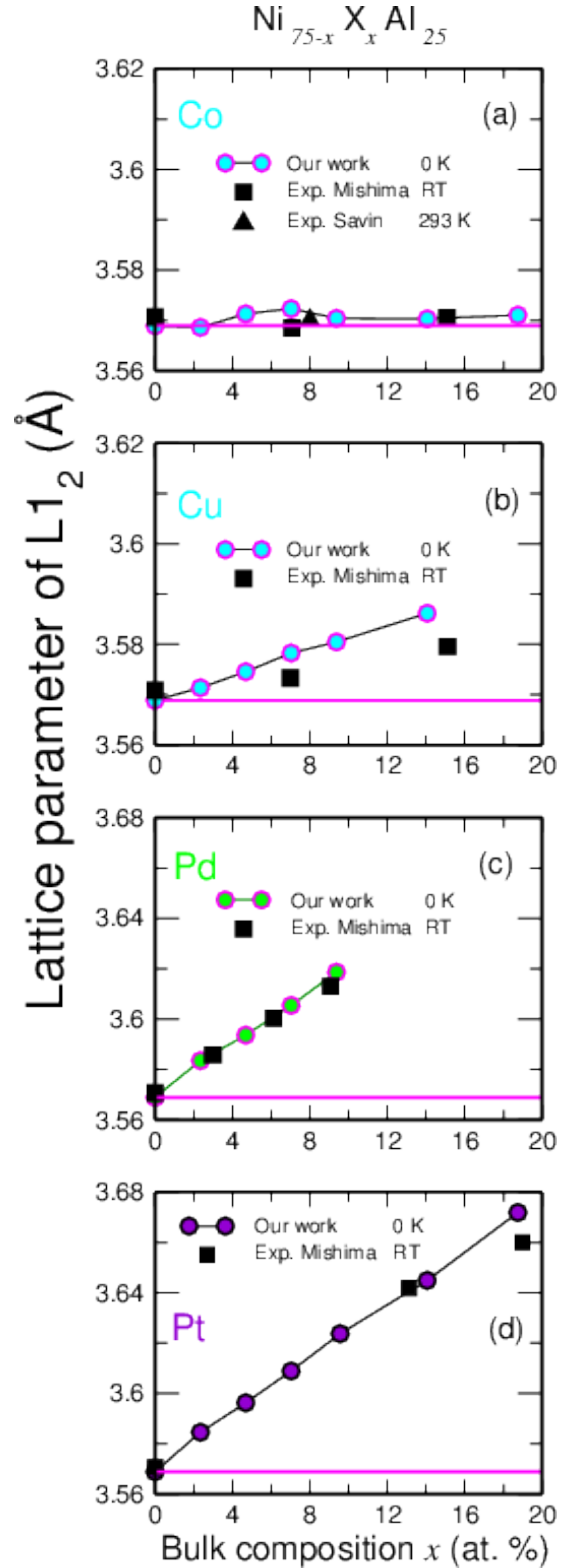 Ni 75-x X x Al 25
Lattice parameter of L1 2 (Å)
3.62
Co
(a)
Our work 0 K
3.6
Exp. Mishima RT
Exp. Savin 293 K
3.58
3.56
0 4 8 12 16 20
3.62
Cu
(b)
3.6
Our work 0 K
Exp. Mishima RT
3.58
3.56
0 4 8 12 16 20
3.68
Pd
(c)
Our work 0 K
3.64
Exp. Mishima RT
3.6
3.56
0 4 8 12 16 20
3.68
Our work 0 K
Exp. Mishima RT
3.64
Pt
(d)
3.6
3.56
0 4 8 12 16 20
Bulk composition x (at. %)